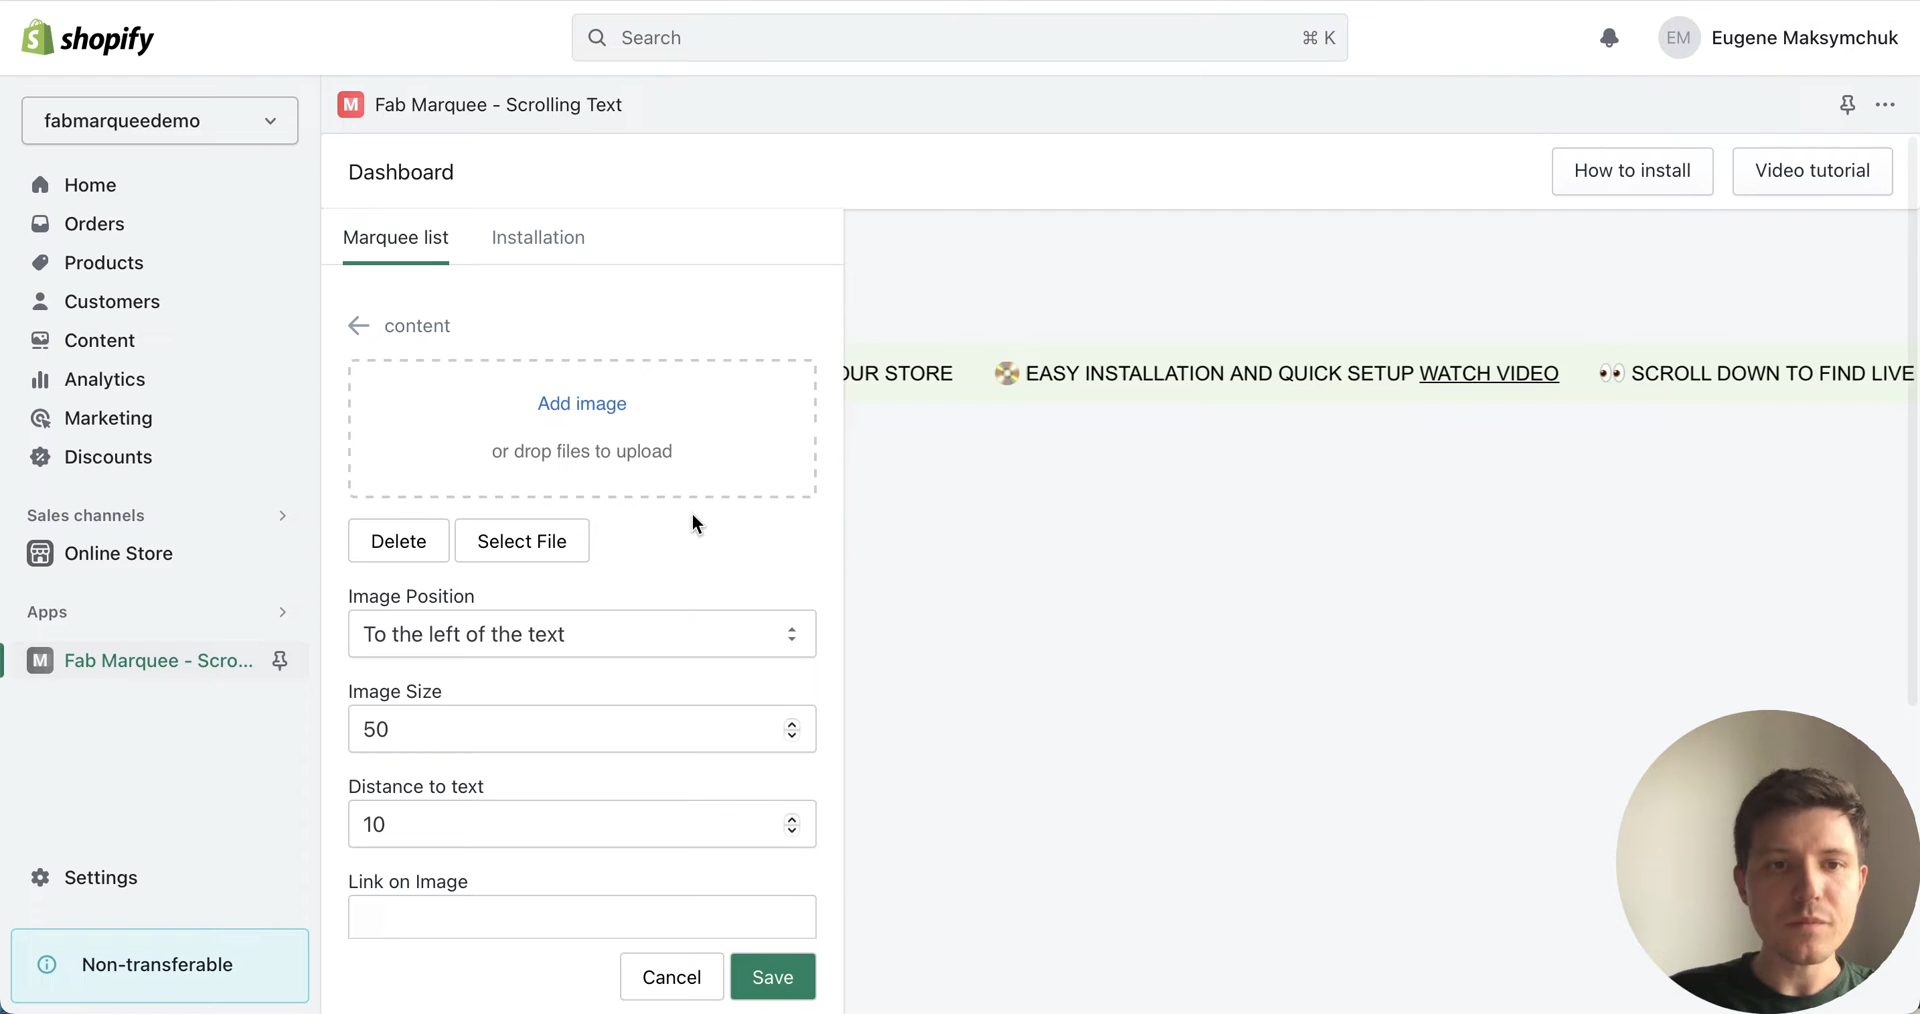 shopify
Search
⌘ K
EM
Eugene Maksymchuk
fabmarqueedemo
M
Fab Marquee - Scrolling Text
Home
Orders
Products
Customers
Content
Analytics
Marketing
Discounts
Sales channels
Online Store
Apps
M
Fab Marquee - Scro...
Settings
Non-transferable
Dashboard
How to install
Video tutorial
Marquee list
Installation
content
Add image
or drop files to upload
Delete
Select File
Image Position
To the left of the text
Image Size
50
Distance to text
10
Link on Image
Cancel
Save
OUR STORE
EASY INSTALLATION AND QUICK SETUP WATCH VIDEO
SCROLL DOWN TO FIND LIVE